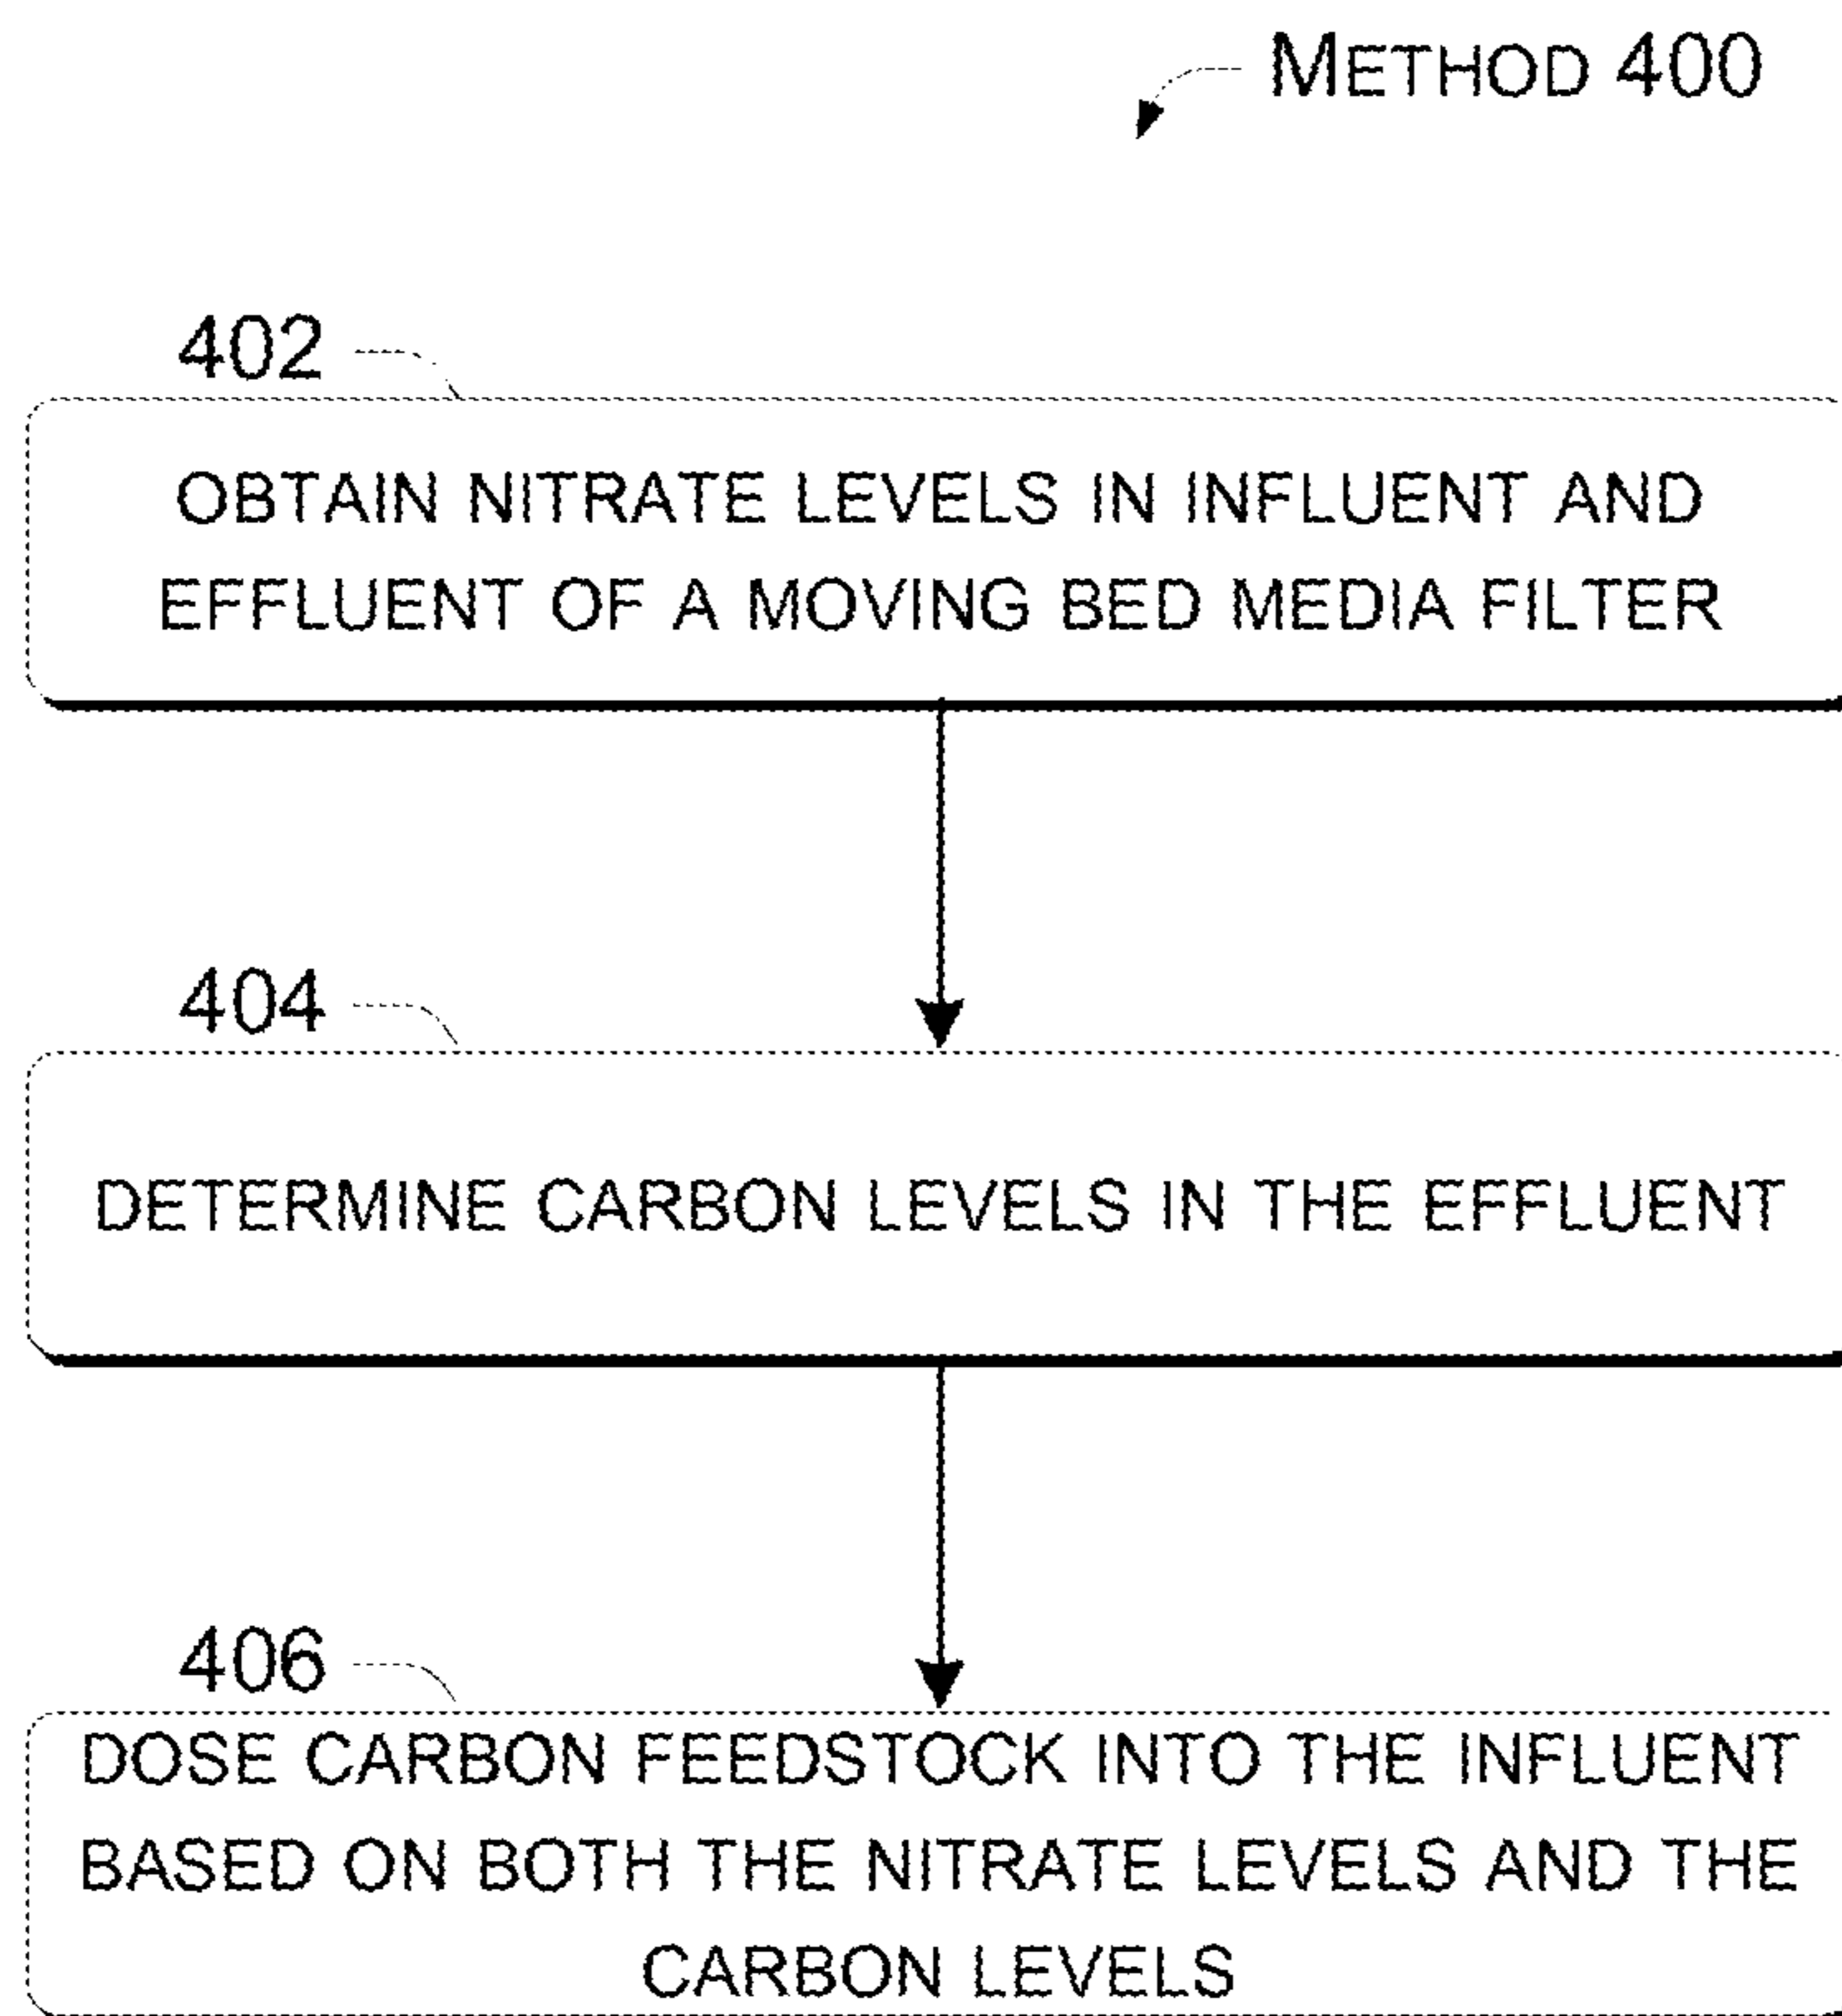 METHOD 400
402
OBTAIN NITRATE LEVELS IN INFLUENT AND
EFFLUENT OF A MOVING BED MEDIA FILTER
404
DETERMINE CARBON LEVELS IN THE EFFLUENT
406
DOSE CARBON FEEDSTOCK INTO THE INFLUENT
BASED ON BOTH THE NITRATE LEVELS AND THE
CARBON LEVELS